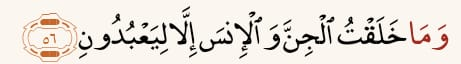 وَمَا خَلَقْتُ ٱلْجِنَّ وَٱلْإِنسَ إِلَّا لِيَعْبُدُونِ ٥٦